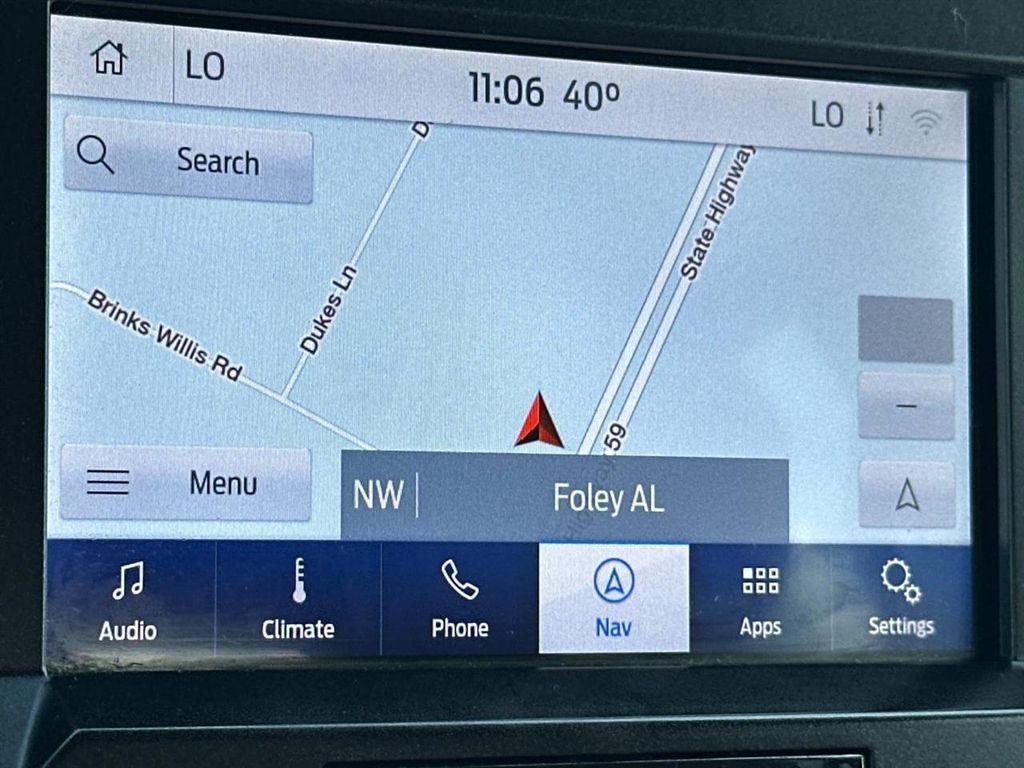 LO
11:06 40°
LO
Search
D
Dukes Ln
State Highway
Brinks Willis Rd
59
Menu
NW
Foley AL
Audio
Climate
Phone
Nav
Apps
Settings